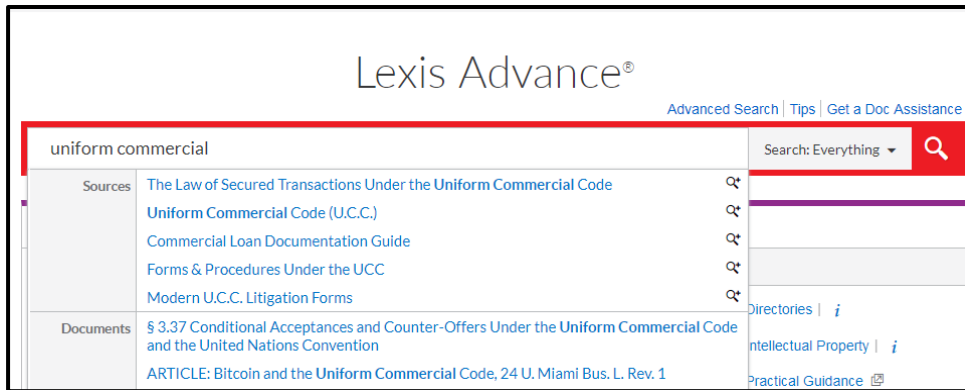 Lexis Advance®
Advanced Search | Tips | Get a Doc Assistance
uniform commercial
Search: Everything
Sources
The Law of Secured Transactions Under the Uniform Commercial Code
Uniform Commercial Code (U.C.C.)
Commercial Loan Documentation Guide
Forms & Procedures Under the UCC
Modern U.C.C. Litigation Forms
Documents
§ 3.37 Conditional Acceptances and Counter-Offers Under the Uniform Commercial Code
and the United Nations Convention
ARTICLE: Bitcoin and the Uniform Commercial Code, 24 U. Miami Bus. L. Rev. 1
Directories | i
ntellectual Property | i
Practical Guidance